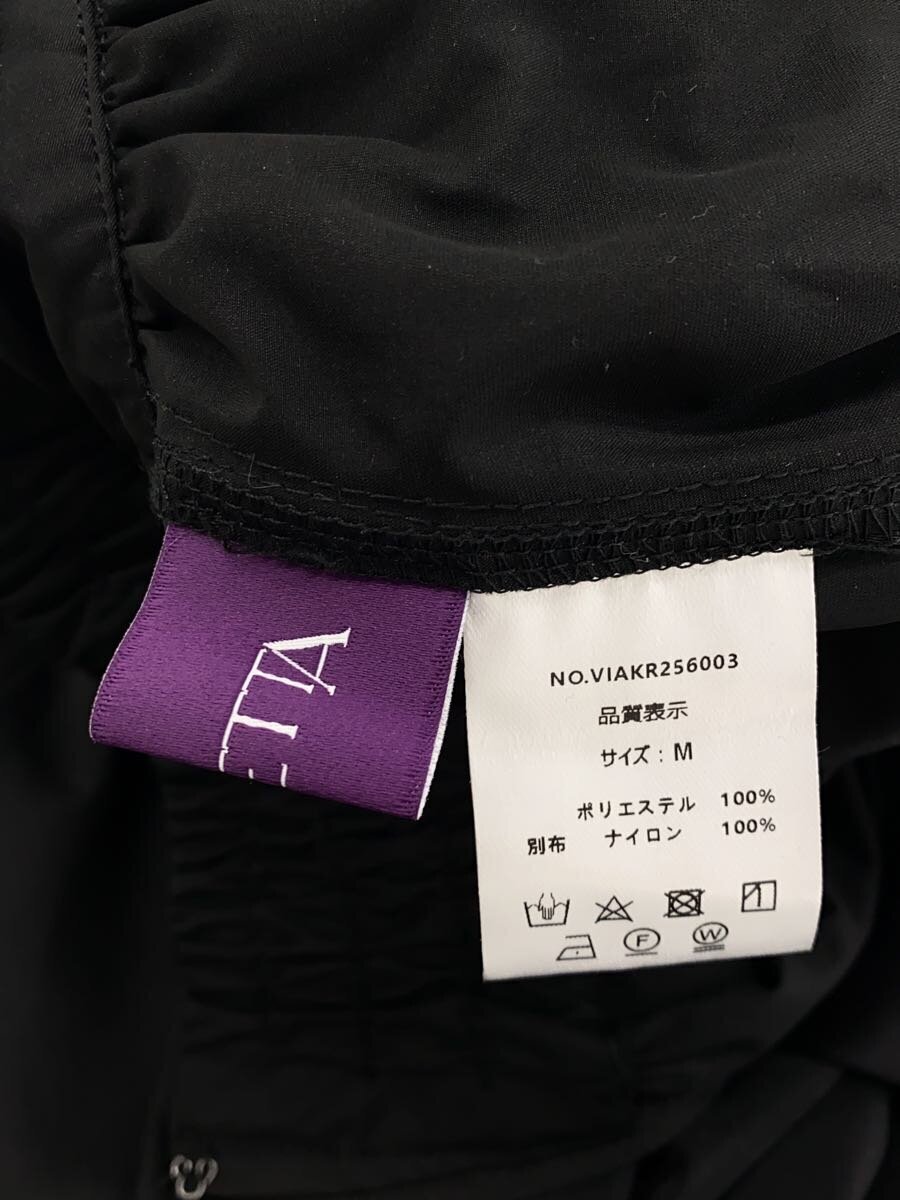 TTA
NO.VIAKR256003
品質表示
サイズ : M
ポリエステル 100%
別布 ナイロン 100%
F W